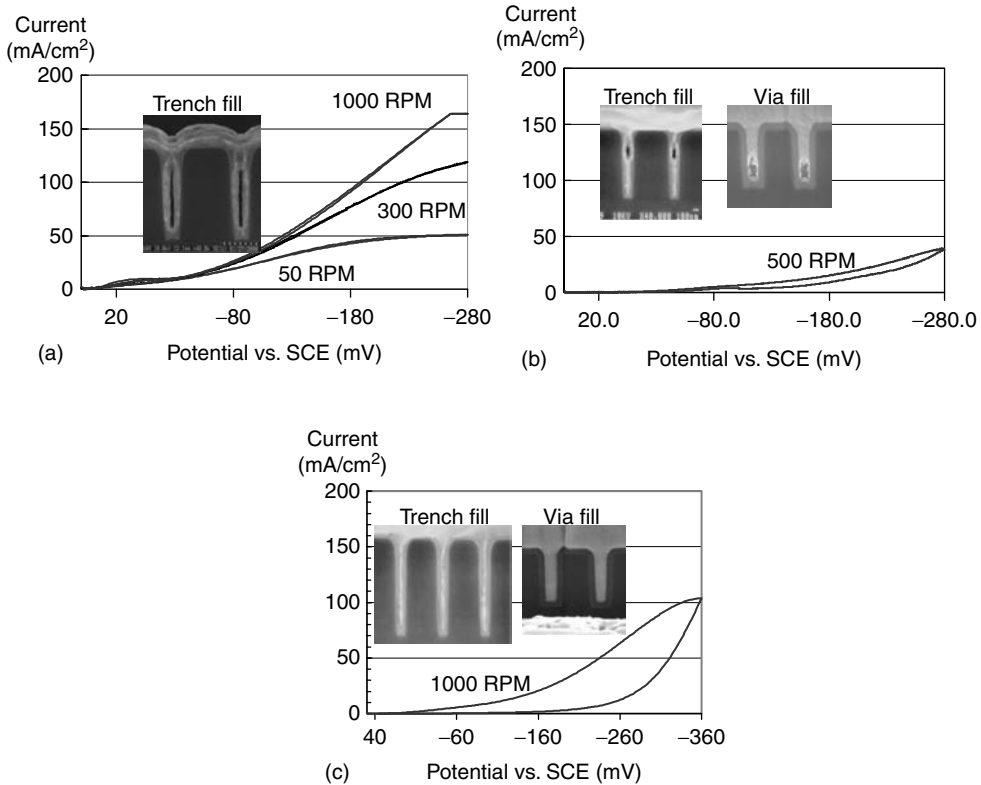 Current
(mA/cm²)
200
150
100
50
0
Trench fill
1000 RPM
300 RPM
50 RPM
20
−80
−180
−280
(a)
Potential vs. SCE (mV)
Current
(mA/cm²)
200
150
100
50
0
Trench fill
Via fill
500 RPM
20.0
−80.0
−180.0
−280.0
(b)
Potential vs. SCE (mV)
Current
(mA/cm²)
200
150
100
50
0
Trench fill
Via fill
1000 RPM
40
−60
−160
−260
−360
(c)
Potential vs. SCE (mV)